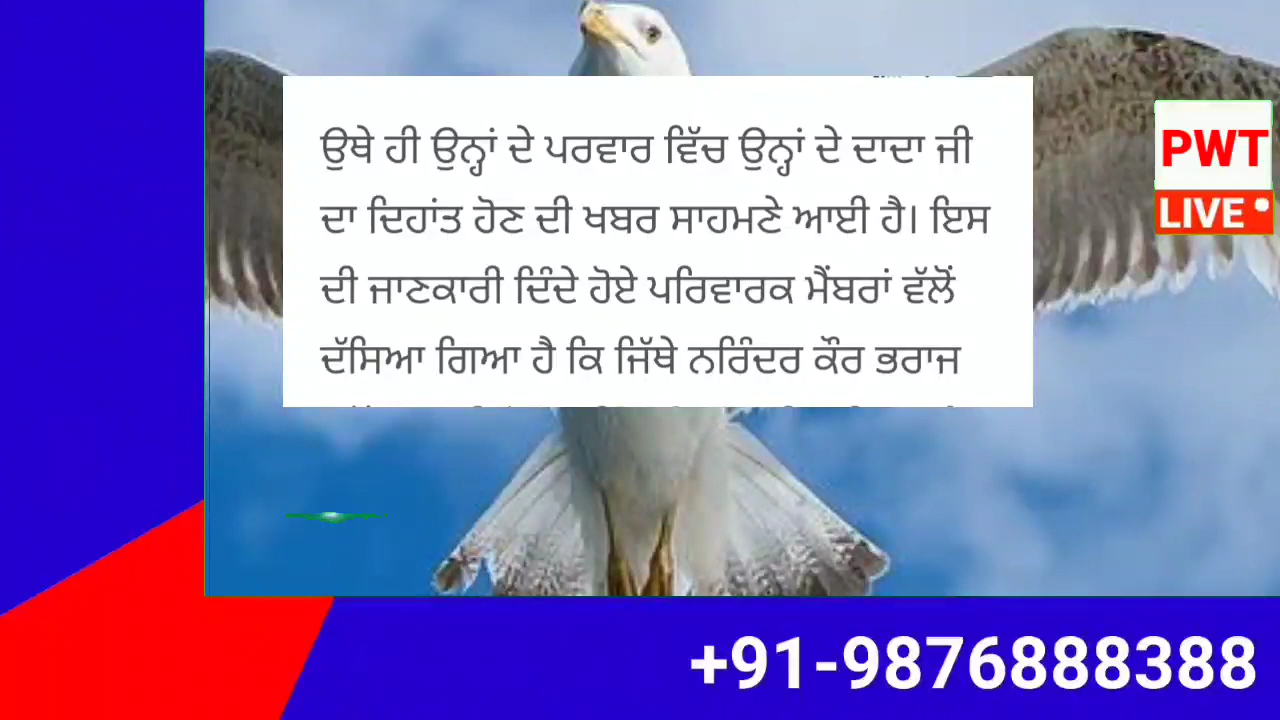 ਉਥੇ ਹੀ ਉਨ੍ਹਾਂ ਦੇ ਪਰਵਾਰ ਵਿੱਚ ਉਨ੍ਹਾਂ ਦੇ ਦਾਦਾ ਜੀ
ਦਾ ਦਿਹਾਂਤ ਹੋਣ ਦੀ ਖਬਰ ਸਾਹਮਣੇ ਆਈ ਹੈ। ਇਸ
ਦੀ ਜਾਣਕਾਰੀ ਦਿੰਦੇ ਹੋਏ ਪਰਿਵਾਰਕ ਮੈਂਬਰਾਂ ਵੱਲੋਂ
ਦੱਸਿਆ ਗਿਆ ਹੈ ਕਿ ਜਿੱਥੇ ਨਰਿੰਦਰ ਕੌਰ ਭਰਾਜ
PWT
LIVE
+91-9876888388